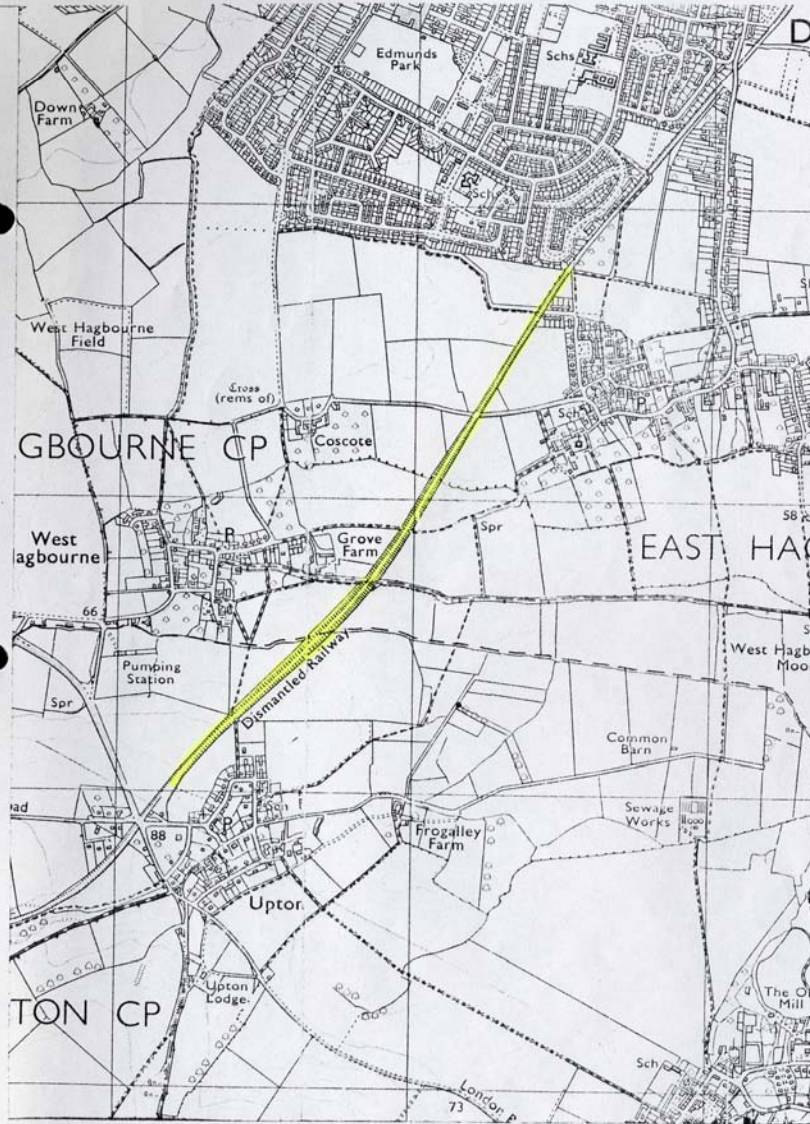 D
Edmunds
Park
Schs
Down
Farm
Sch
West Hagbourne
Field
Cross
(rems of)
Coscote
Sch
P
GBOURNE CP
Spr
58
West
agbourne
P
Grove
Farm
EAST HAG
66
Pumping
Station
Dismantled Railway
West Hagb
Moo
Spr
Common
Barn
ad
Sewage
Works
88
P
Sch
Frogalley
Farm
Upton
Upton
Lodge
TON CP
The Ol
Mill
Sch
London R
73